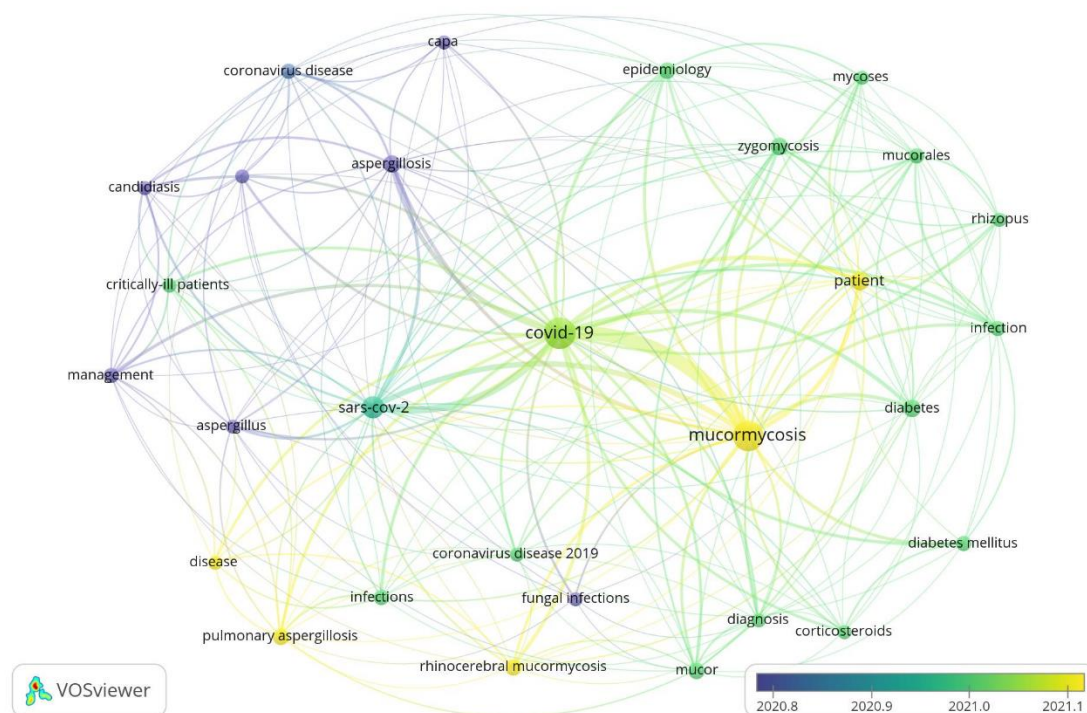 capa
coronavirus disease
epidemiology
mycoses
zygomycosis
mucorales
aspergillosis
candidiasis
rhizopus
critically-ill patients
patient
covid-19
infection
management
sars-cov-2
diabetes
aspergillus
mucormycosis
diabetes mellitus
coronavirus disease 2019
disease
infections
fungal infections
diagnosis
corticosteroids
pulmonary aspergillosis
rhinocerebral mucormycosis
mucor
VOSviewer
2020.8 2020.9 2021.0 2021.1